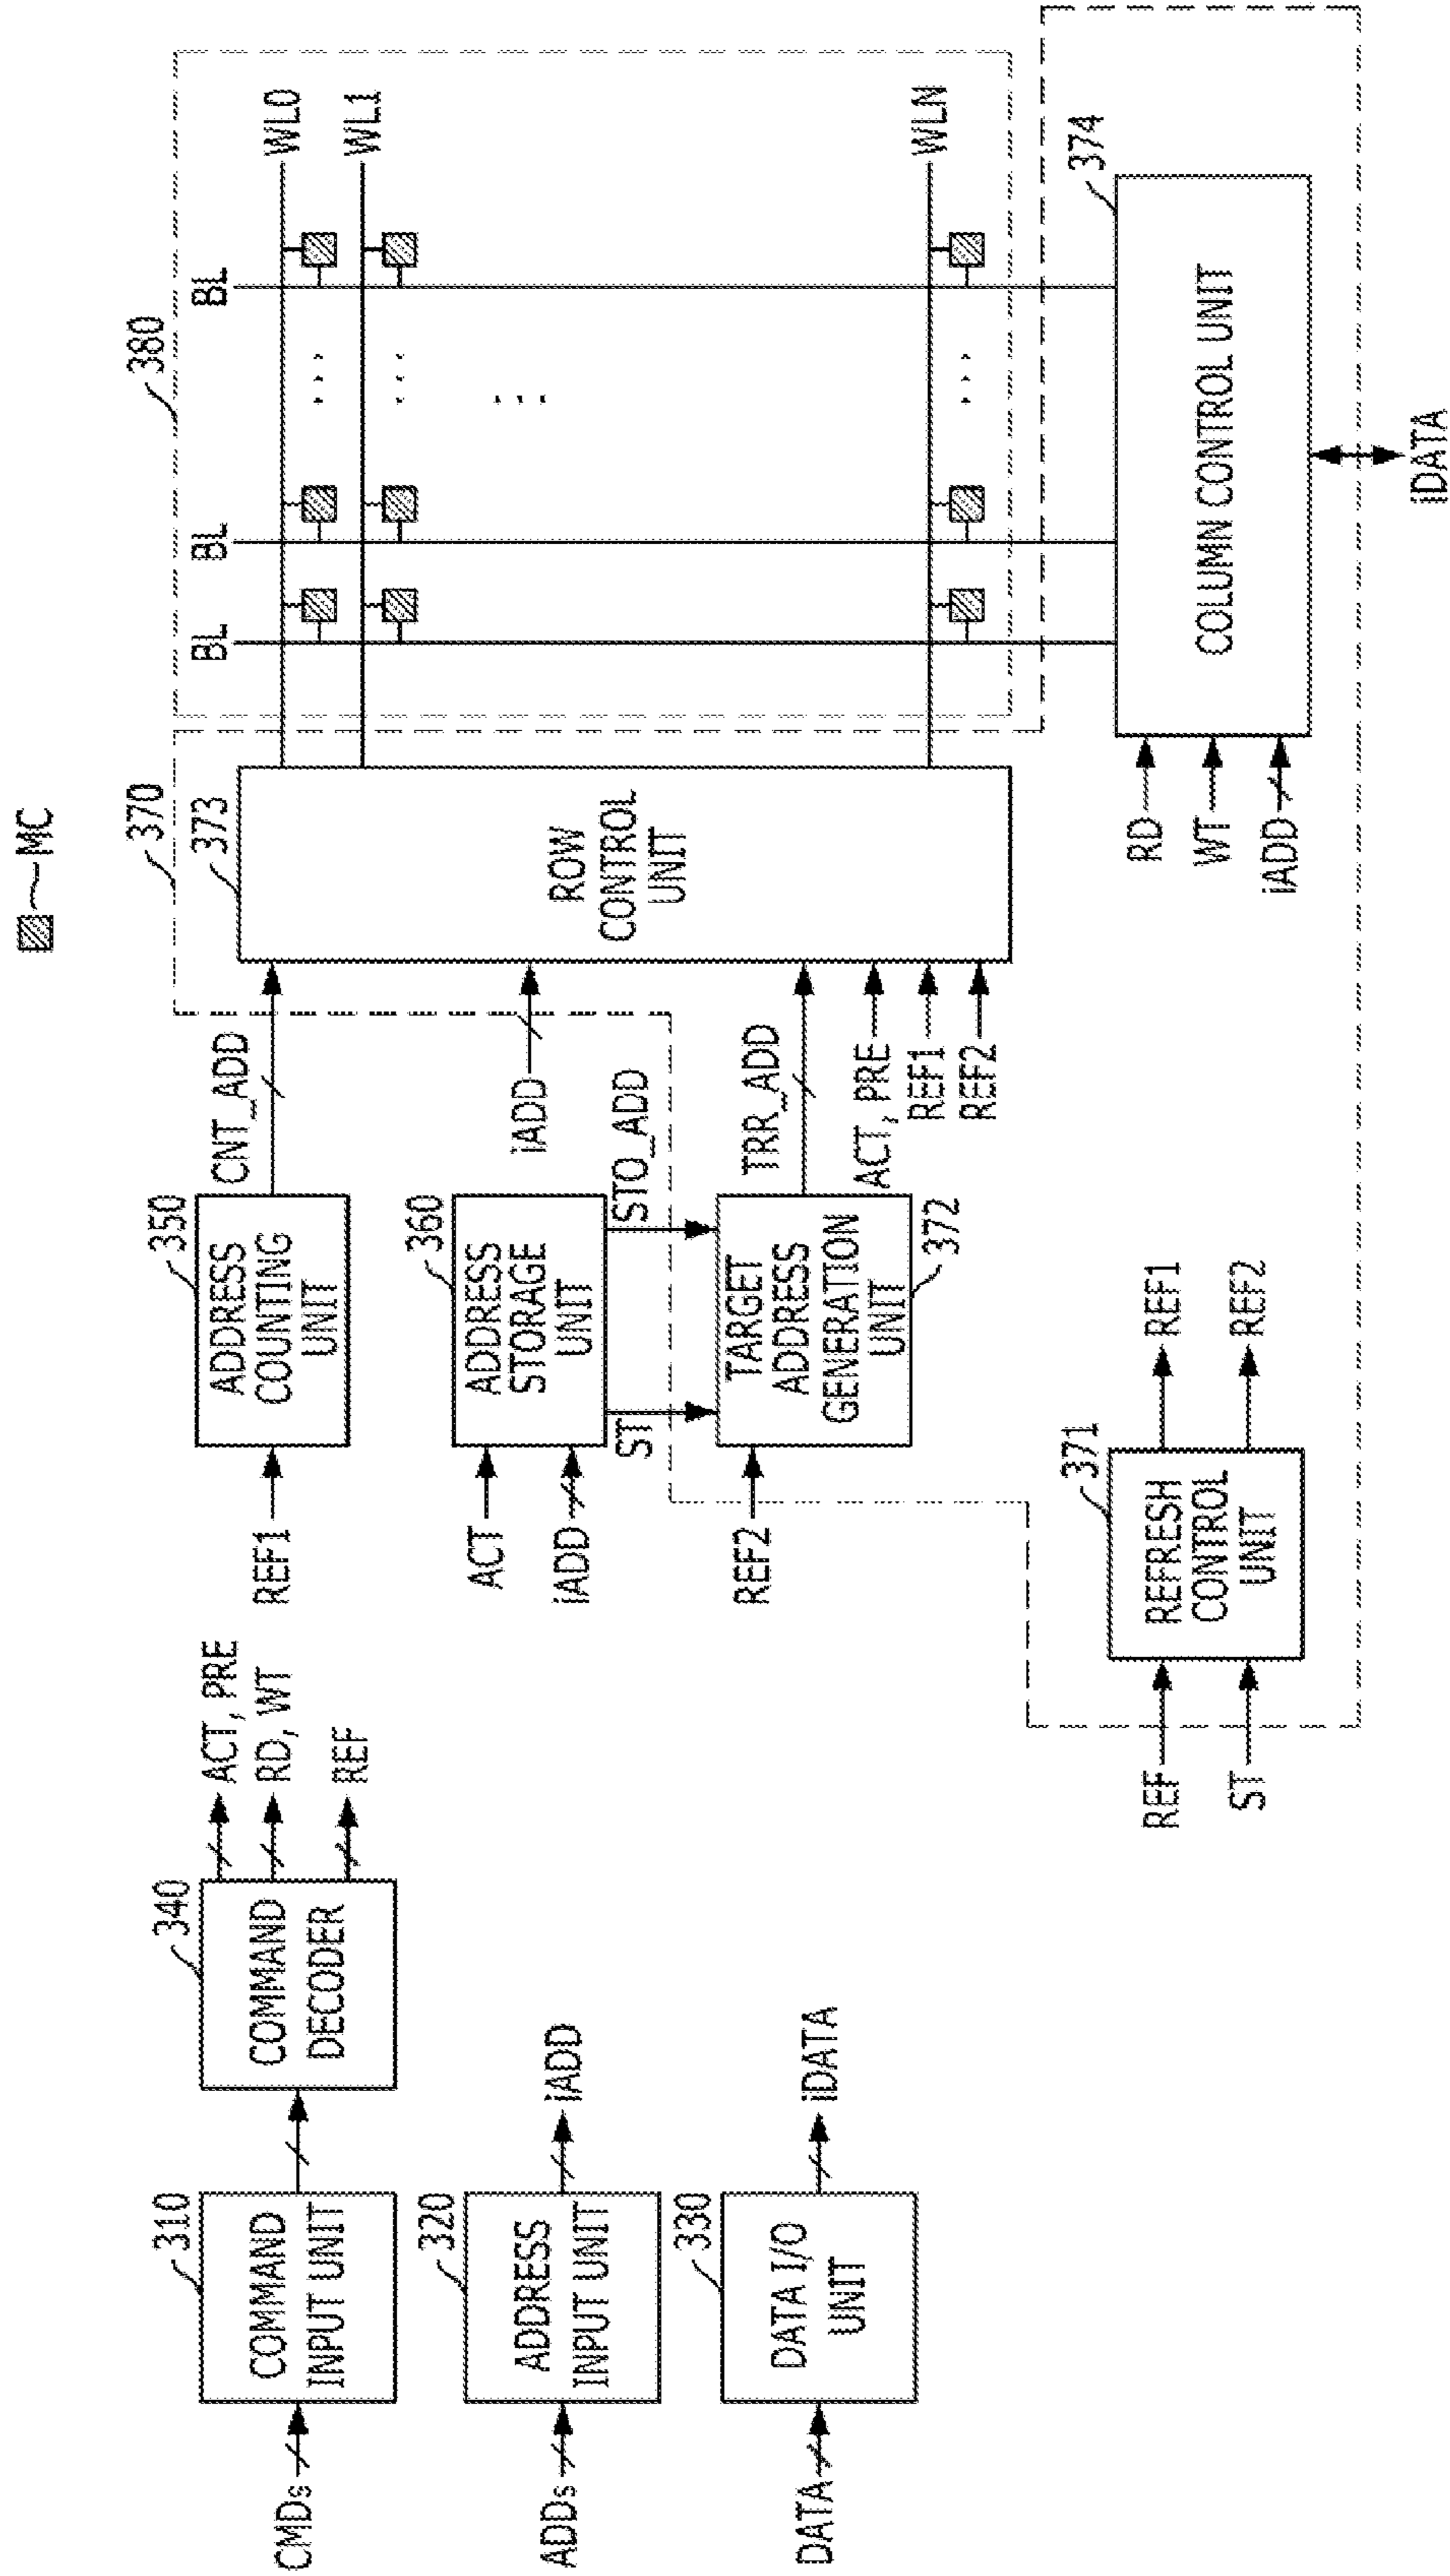 MC
380
BL
BL
BL
WL0
WL1
WLN
370
373
ROW
CONTROL
UNIT
374
COLUMN CONTROL UNIT
RD
WT
iADD
iDATA
350
ADDRESS
COUNTING
UNIT
REF1
CNT_ADD
iADD
360
ADDRESS
STORAGE
UNIT
ACT
iADD
ST
STO_ADD
TARGET
ADDRESS
GENERATION
UNIT
372
REF2
TRR_ADD
ACT, PRE
REF1
REF2
371
REFRESH
CONTROL
UNIT
REF
ST
REF1
REF2
310
COMMAND
INPUT UNIT
CMDs
340
COMMAND
DECODER
ACT, PRE
RD, WT
REF
320
ADDRESS
INPUT UNIT
ADDs
iADD
330
DATA I/O
UNIT
DATA
iDATA